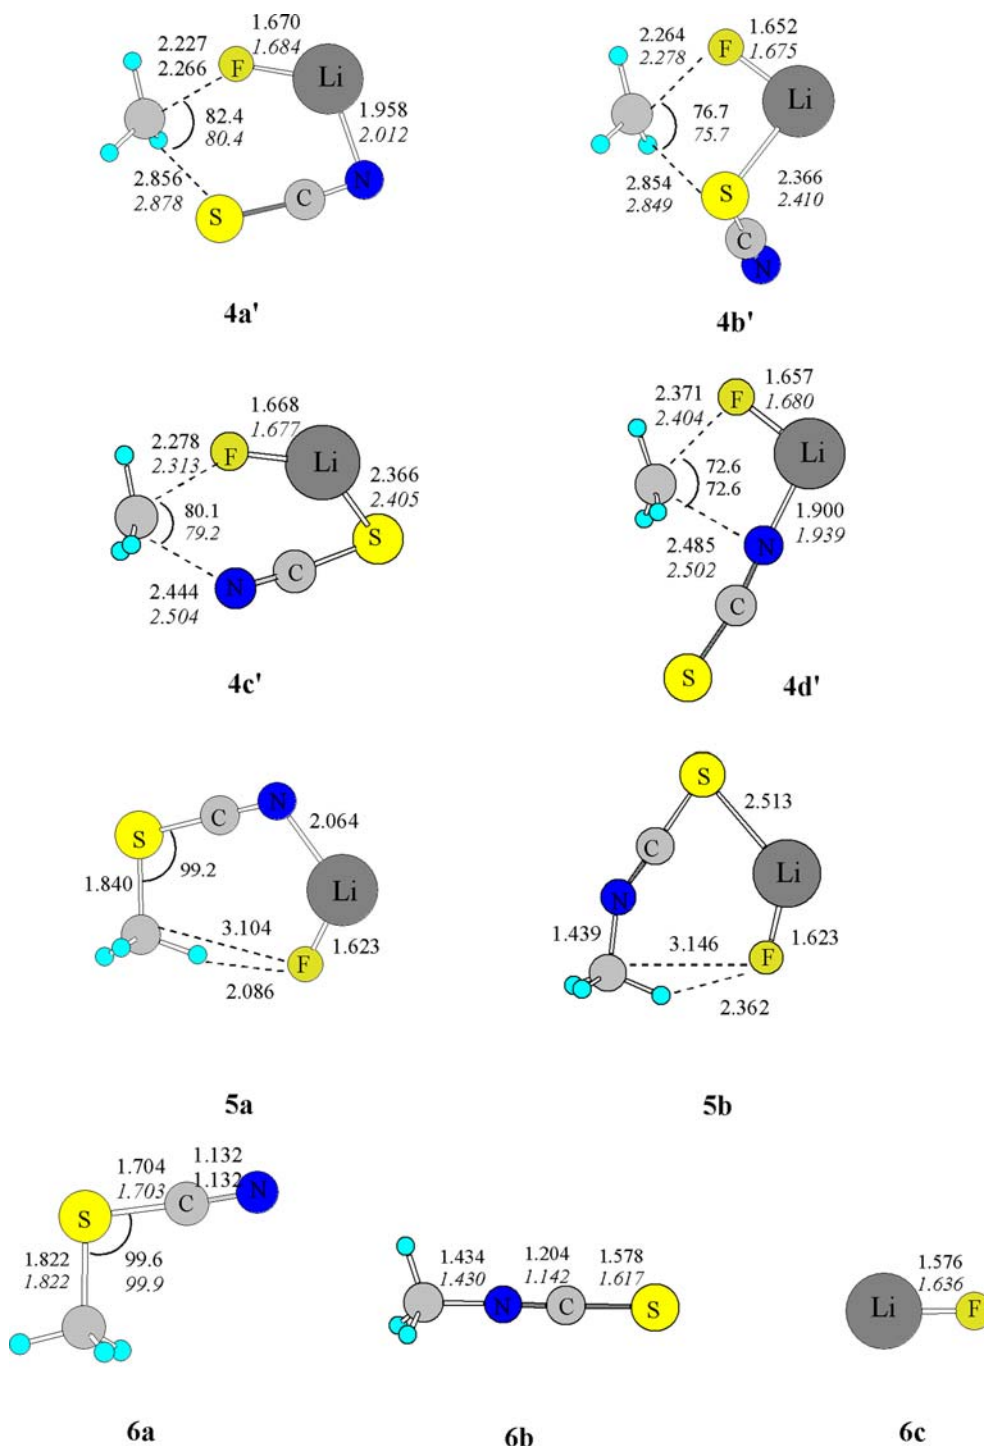 1.670
1.684
2.227
2.266
F
Li
82.4
80.4
1.958
2.012
2.856
2.878
S
C
N
4a'
1.652
1.675
2.264
2.278
F
Li
76.7
75.7
2.854
2.849
S
2.366
2.410
C
N
4b'
1.668
1.677
2.278
2.313
F
Li
2.366
2.405
80.1
79.2
S
C
N
2.444
2.504
4c'
1.657
1.680
2.371
2.404
F
Li
72.6
72.6
1.900
1.939
N
2.485
2.502
C
S
4d'
N
C
S
2.064
99.2
Li
1.840
3.104
1.623
F
2.086
5a
S
2.513
C
Li
N
1.439
3.146
1.623
F
2.362
5b
1.704
1.703
1.132
1.132
N
C
S
1.822
1.822
99.6
99.9
6a
1.434
1.430
1.204
1.142
1.578
1.617
N
C
S
6b
1.576
1.636
Li
F
6c